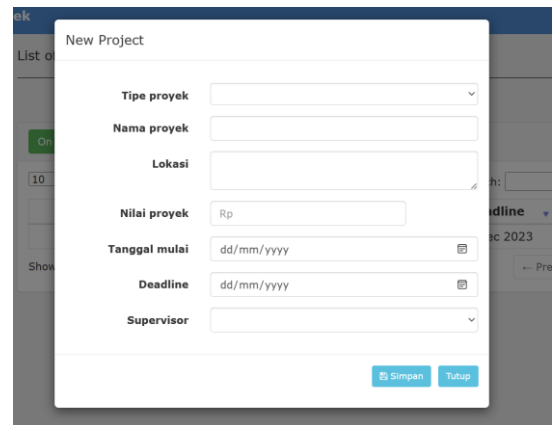 ek
New Project
List o
Tipe proyek
Nama proyek
On
Lokasi
10
h:
Nilai proyek Rp
dline
Tanggal mulai dd/mm/yyyy
ec 2023
Show
← Pre
Deadline dd/mm/yyyy
Supervisor
Simpan Tutup